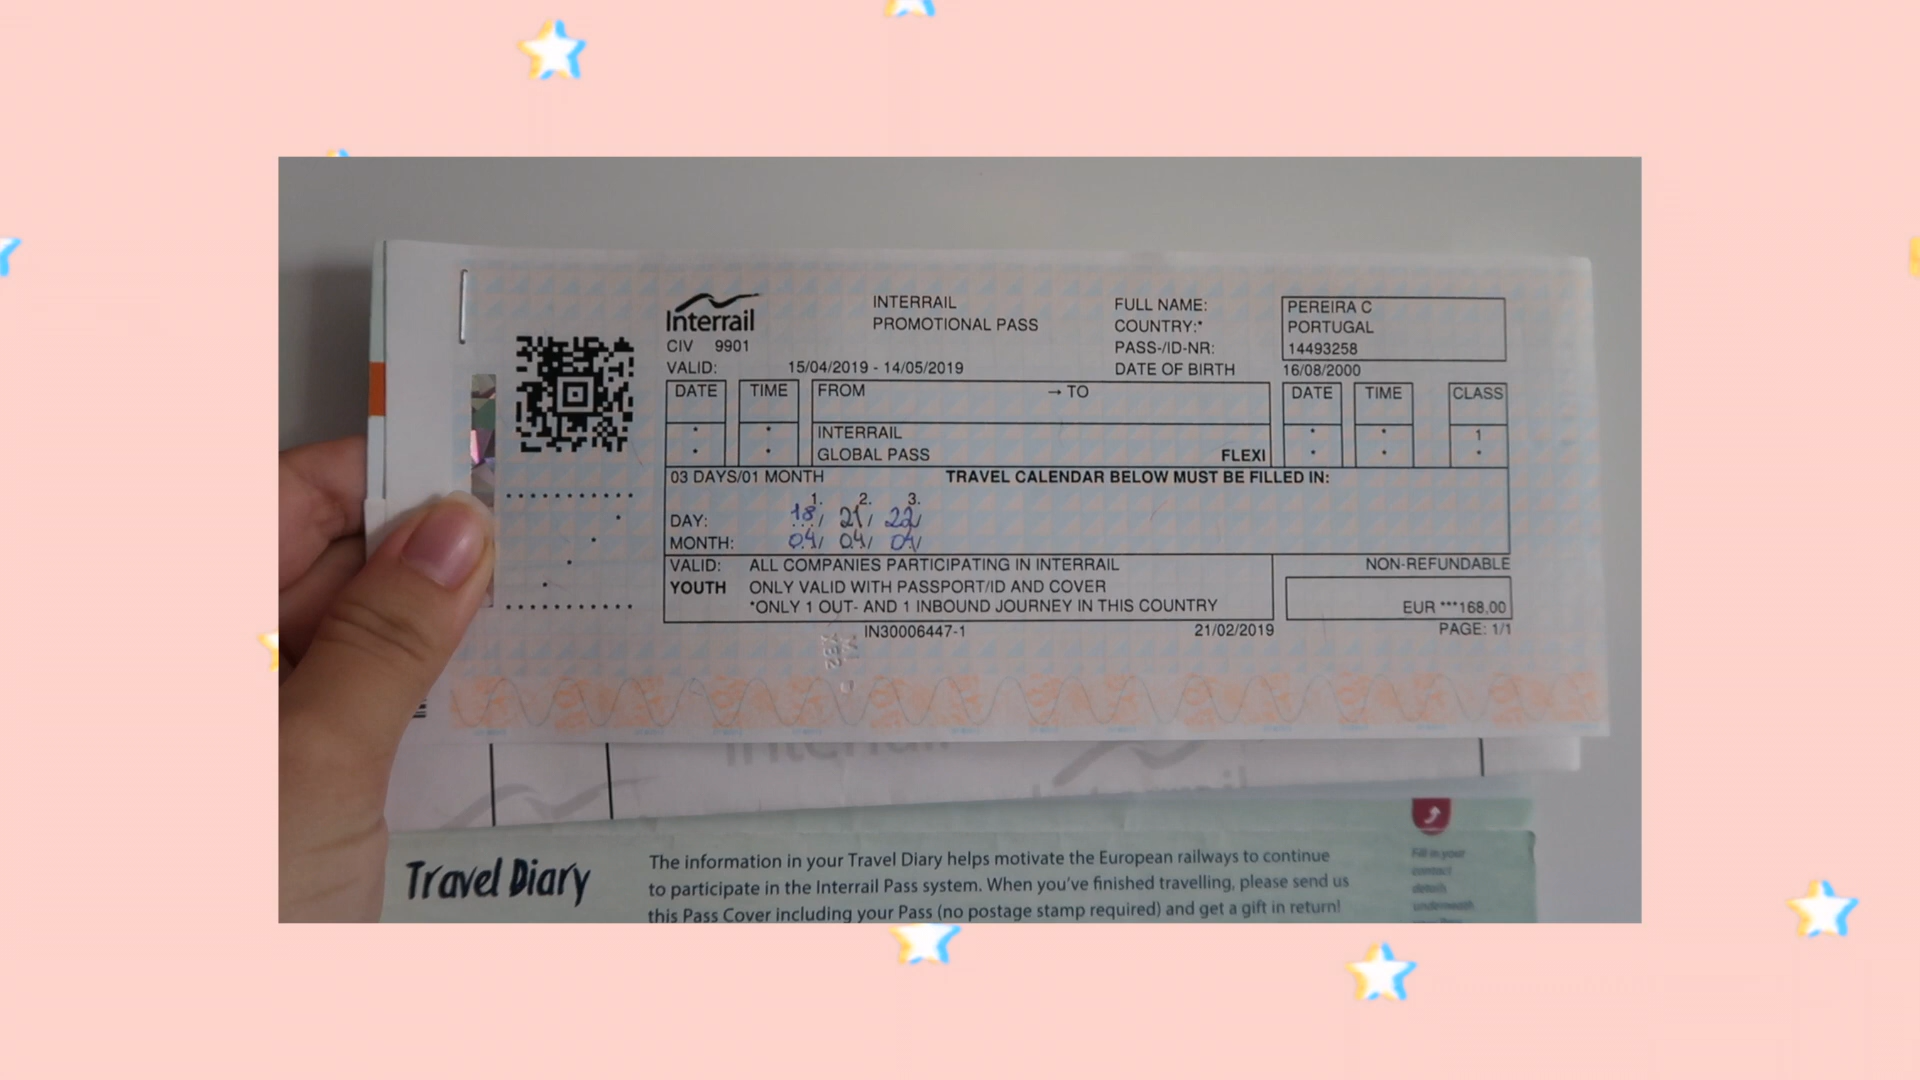 Interrail
CIV 9901
INTERRAIL
PROMOTIONAL PASS
FULL NAME: PEREIRA C
COUNTRY:* PORTUGAL
PASS-/ID-NR: 14493258
VALID: 15/04/2019 - 14/05/2019
DATE OF BIRTH 16/08/2000
DATE TIME FROM → TO DATE TIME CLASS
INTERRAIL 1
GLOBAL PASS FLEXI
03 DAYS/01 MONTH TRAVEL CALENDAR BELOW MUST BE FILLED IN:
1. 2. 3.
DAY: 18/ 21/ 22/
MONTH: 04/ 04/ 04/
VALID: ALL COMPANIES PARTICIPATING IN INTERRAIL NON-REFUNDABLE
YOUTH ONLY VALID WITH PASSPORT/ID AND COVER
*ONLY 1 OUT- AND 1 INBOUND JOURNEY IN THIS COUNTRY EUR ***168,00
IN30006447-1 21/02/2019 PAGE: 1/1
Interrail
Travel Diary
The information in your Travel Diary helps motivate the European railways to continue
to participate in the Interrail Pass system. When you've finished travelling, please send us
this Pass Cover including your Pass (no postage stamp required) and get a gift in return!
Fill in your
contact
details
underneath